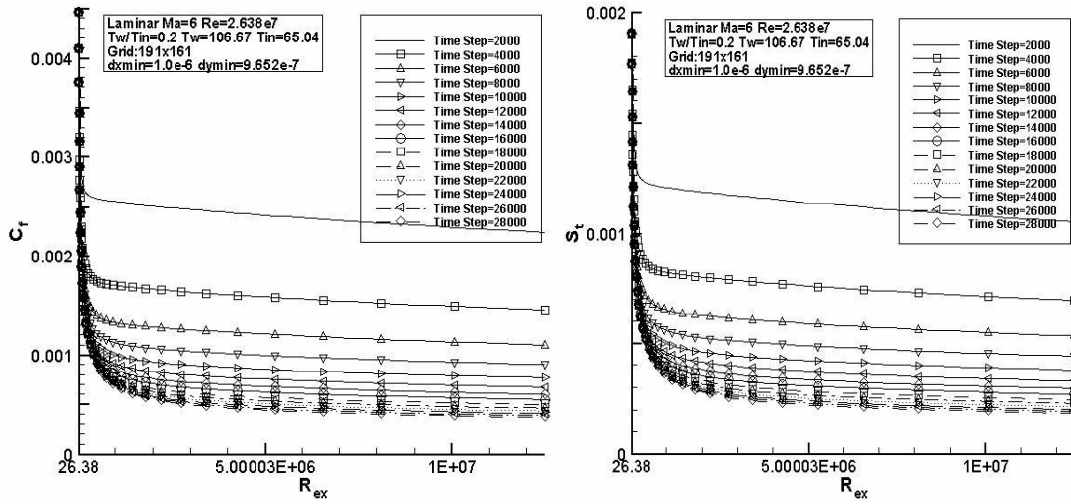 Laminar Ma=6 Re=2.638e7
Tw/Tin=0.2 Tw=106.67 Tin=65.04
Grid:191x161
dxmin=1.0e-6 dymin=9.652e-7
Time Step=2000
Time Step=4000
Time Step=6000
Time Step=8000
Time Step=10000
Time Step=12000
Time Step=14000
Time Step=16000
Time Step=18000
Time Step=20000
Time Step=22000
Time Step=24000
Time Step=26000
Time Step=28000
0.004
0.003
0.002
0.001
0
Cf
26.38
5.00003E+06
1E+07
Rex
Laminar Ma=6 Re=2.638e7
Tw/Tin=0.2 Tw=106.67 Tin=65.04
Grid:191x161
dxmin=1.0e-6 dymin=9.652e-7
Time Step=2000
Time Step=4000
Time Step=6000
Time Step=8000
Time Step=10000
Time Step=12000
Time Step=14000
Time Step=16000
Time Step=18000
Time Step=20000
Time Step=22000
Time Step=24000
Time Step=26000
Time Step=28000
0.002
0.001
0
St
26.38
5.00003E+06
1E+07
Rex